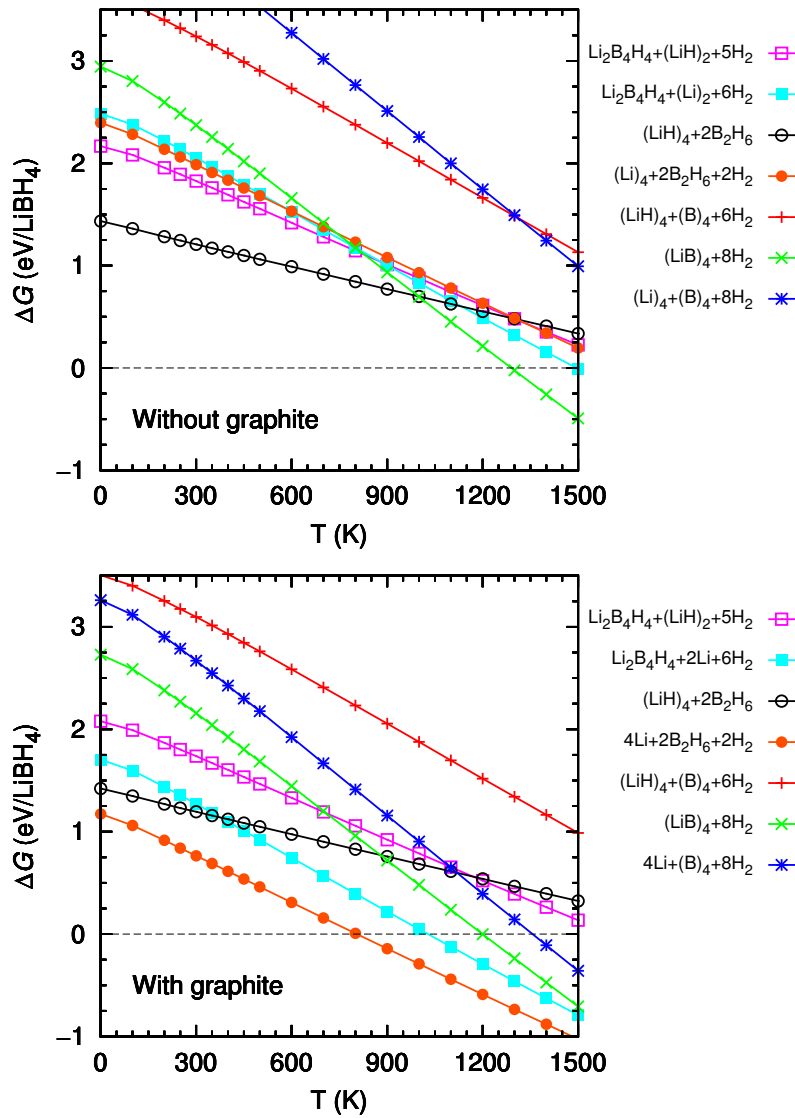 3
2
1
0
−1
0
300
600
900
1200
1500
ΔG (eV/LiBH₄)
T (K)
Without graphite
Li₂B₄H₄+(LiH)₂+5H₂
Li₂B₄H₄+(Li)₂+6H₂
(LiH)₄+2B₂H₆
(Li)₄+2B₂H₆+2H₂
(LiH)₄+(B)₄+6H₂
(LiB)₄+8H₂
(Li)₄+(B)₄+8H₂
3
2
1
0
−1
0
300
600
900
1200
1500
ΔG (eV/LiBH₄)
T (K)
With graphite
Li₂B₄H₄+(LiH)₂+5H₂
Li₂B₄H₄+2Li+6H₂
(LiH)₄+2B₂H₆
4Li+2B₂H₆+2H₂
(LiH)₄+(B)₄+6H₂
(LiB)₄+8H₂
4Li+(B)₄+8H₂